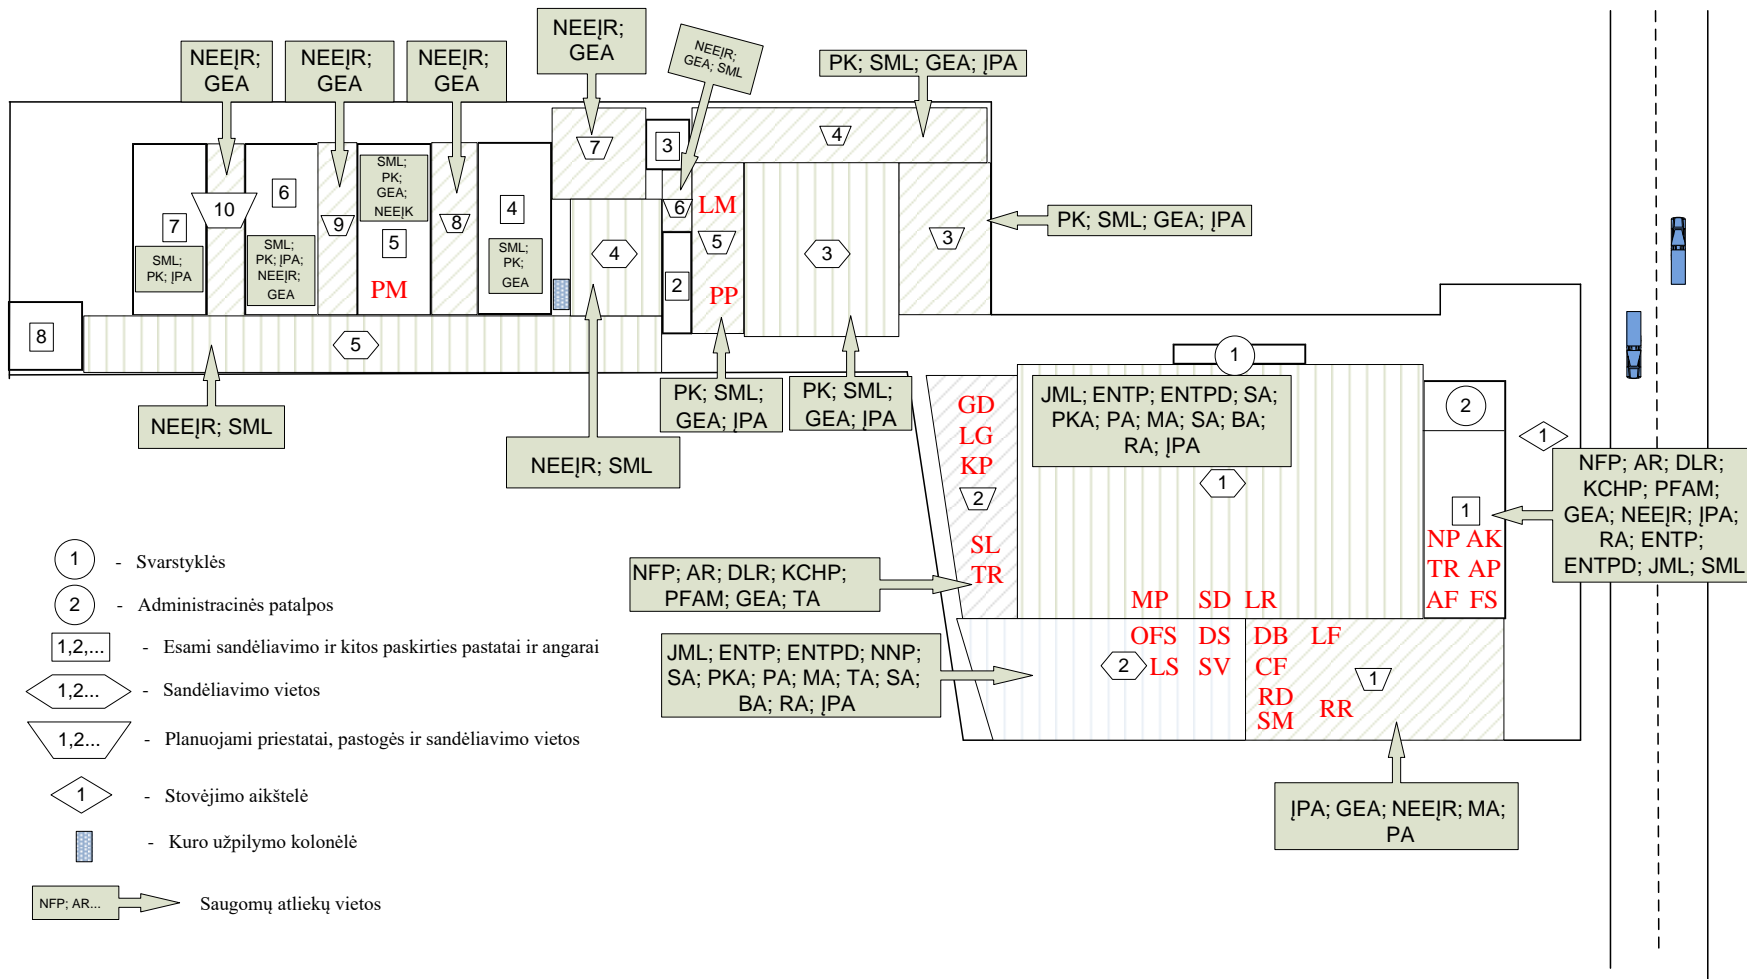 NEEĮR;
GEA
NEEĮR;
GEA
NEEĮR;
GEA
NEEĮR;
GEA
NEEĮR;
GEA; SML
PK; SML; GEA; ĮPA
7
3
4
7
SML;
PK; ĮPA
10
6
SML;
PK; ĮPA;
NEEĮR;
GEA
9
SML;
PK;
GEA;
NEEĮK
5
PM
8
4
SML;
PK;
GEA
4
6
2
LM
5
PP
3
3
PK; SML; GEA; ĮPA
8
5
NEEĮR; SML
NEEĮR; SML
PK; SML;
GEA; ĮPA
PK; SML;
GEA; ĮPA
1
JML; ENTP; ENTPD; SA;
PKA; PA; MA; SA; BA;
RA; ĮPA
1
GD
LG
KP
2
SL
TR
2
1
1
NP AK
TR AP
AF FS
NFP; AR; DLR;
KCHP; PFAM;
GEA; NEEĮR; ĮPA;
RA; ENTP;
ENTPD; JML; SML
NFP; AR; DLR; KCHP;
PFAM; GEA; TA
MP SD LR
OFS DS DB LF
2 LS SV CF
1
RD
SM RR
JML; ENTP; ENTPD; NNP;
SA; PKA; PA; MA; TA; SA;
BA; RA; ĮPA
ĮPA; GEA; NEEĮR; MA;
PA
1 - Svarstyklės
2 - Administracinės patalpos
1,2,... - Esami sandėliavimo ir kitos paskirties pastatai ir angarai
1,2... - Sandėliavimo vietos
1,2... - Planuojami priestatai, pastogės ir sandėliavimo vietos
1 - Stovėjimo aikštelė
- Kuro užpilymo kolonėlė
NFP; AR... Saugomų atliekų vietos